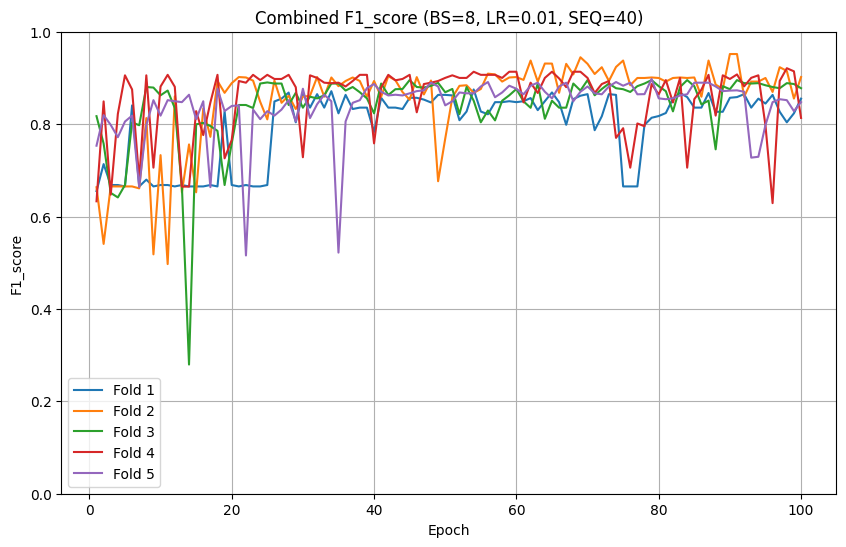 Combined F1_score (BS=8, LR=0.01, SEQ=40)
1.0
0.8
0.6
0.4
0.2
0.0
F1_score
Fold 1
Fold 2
Fold 3
Fold 4
Fold 5
0 20 40 60 80 100
Epoch